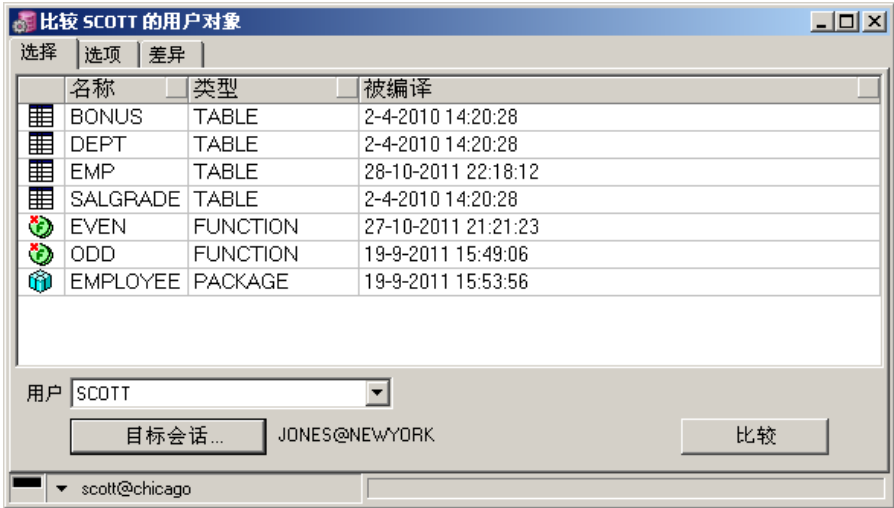 比较 SCOTT 的用户对象
选择 选项 差异
名称 类型 被编译
BONUS TABLE 2-4-2010 14:20:28
DEPT TABLE 2-4-2010 14:20:28
EMP TABLE 28-10-2011 22:18:12
SALGRADE TABLE 2-4-2010 14:20:28
EVEN FUNCTION 27-10-2011 21:21:23
ODD FUNCTION 19-9-2011 15:49:06
EMPLOYEE PACKAGE 19-9-2011 15:53:56
用户 SCOTT
目标会话... JONES@NEWYORK 比较
scott@chicago